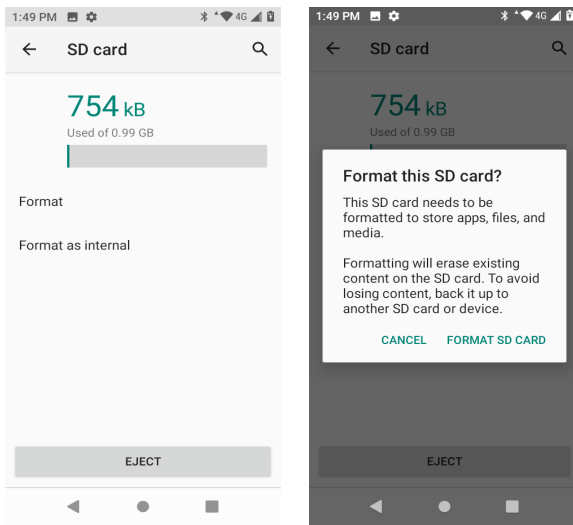 1:49 PM 4G
SD card
754 kB
Used of 0.99 GB
Format
Format as internal
EJECT
1:49 PM 4G
SD card
754 kB
Used of 0.99 GB
Format this SD card?
This SD card needs to be
formatted to store apps, files, and
media.
Formatting will erase existing
content on the SD card. To avoid
losing content, back it up to
another SD card or device.
CANCEL FORMAT SD CARD
EJECT